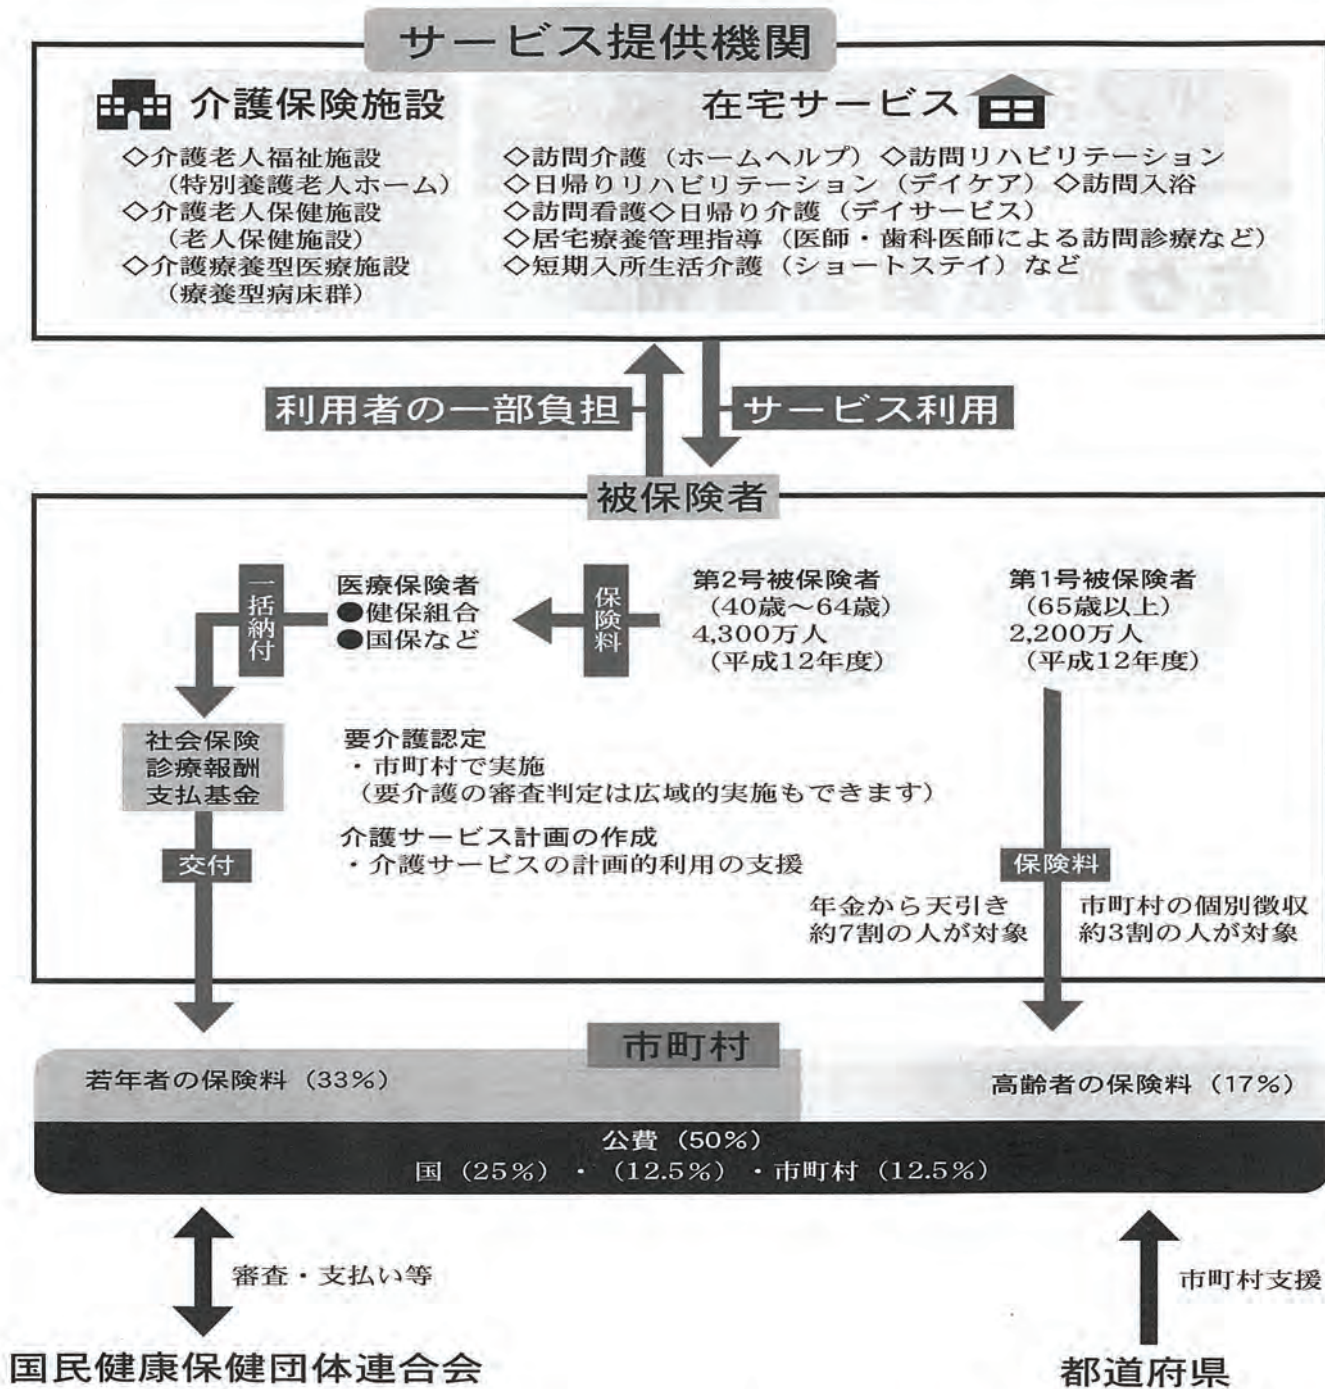 サービス提供機関
介護保険施設
◇介護老人福祉施設
(特別養護老人ホーム)
◇介護老人保健施設
(老人保健施設)
◇介護療養型医療施設
(療養型病床群)
在宅サービス
◇訪問介護(ホームヘルプ)◇訪問リハビリテーション
◇日帰りリハビリテーション(デイケア)◇訪問入浴
◇訪問看護◇日帰り介護(デイサービス)
◇居宅療養管理指導(医師・歯科医師による訪問診療など)
◇短期入所生活介護(ショートステイ)など
利用者の一部負担
サービス利用
被保険者
一括納付
医療保険者
●健保組合
●国保など
保険料
第2号被保険者
(40歳～64歳)
4,300万人
(平成12年度)
第1号被保険者
(65歳以上)
2,200万人
(平成12年度)
社会保険
診療報酬
支払基金
要介護認定
・市町村で実施
(要介護の審査判定は広域的実施もできます)
介護サービス計画の作成
・介護サービスの計画的利用の支援
交付
保険料
年金から天引き
約7割の人が対象
市町村の個別徴収
約3割の人が対象
市町村
若年者の保険料(33%)
高齢者の保険料(17%)
公費(50%)
国(25%)・(12.5%)・市町村(12.5%)
審査・支払い等
市町村支援
国民健康保健団体連合会
都道府県